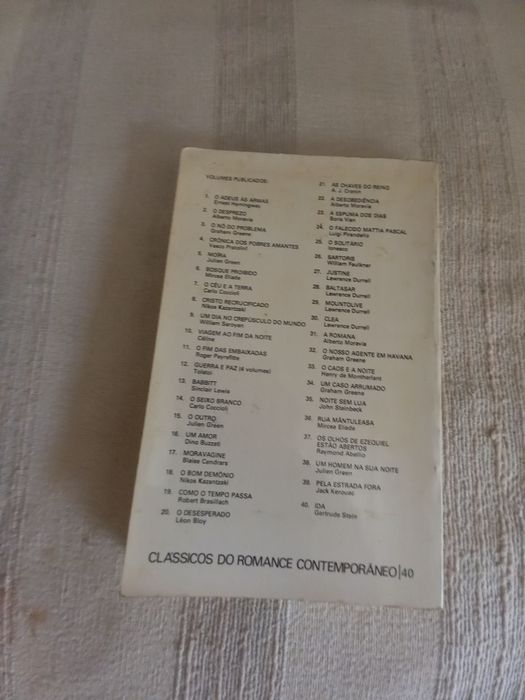 VOLUMES PUBLICADOS:
1. O ADEUS ÀS ARMAS
Ernest Hemingway
2. O DESPREZO
Alberto Moravia
3. O NÓ DO PROBLEMA
Graham Greene
4. CRÓNICA DOS POBRES AMANTES
Vasco Pratolini
5. MOÏRA
Julien Green
6. BOSQUE PROIBIDO
Mircea Eliade
7. O CÉU E A TERRA
Carlo Coccioli
8. CRISTO RECRUCIFICADO
Nikos Kazantzaki
9. UM DIA NO CREPÚSCULO DO MUNDO
William Saroyan
10. VIAGEM AO FIM DA NOITE
Céline
11. O FIM DAS EMBAIXADAS
Roger Peyrefitte
12. GUERRA E PAZ (4 volumes)
Tolstoi
13. BABBITT
Sinclair Lewis
14. O SEIXO BRANCO
Carlo Coccioli
15. O OUTRO
Julien Green
16. UM AMOR
Dino Buzzati
17. MORAVAGINE
Blaise Cendrars
18. O BOM DEMÓNIO
Nikos Kazantzaki
19. COMO O TEMPO PASSA
Robert Brasillach
20. O DESESPERADO
Léon Bloy
21. AS CHAVES DO REINO
A. J. Cronin
22. A DESOBEDIÊNCIA
Alberto Moravia
23. A ESPUMA DOS DIAS
Boris Vian
24. O FALECIDO MATTIA PASCAL
Luigi Pirandello
25. O SOLITÁRIO
Ionesco
26. SARTORIS
William Faulkner
27. JUSTINE
Lawrence Durrell
28. BALTASAR
Lawrence Durrell
29. MOUNTOLIVE
Lawrence Durrell
30. CLEA
Lawrence Durrell
31. A ROMANA
Alberto Moravia
32. O NOSSO AGENTE EM HAVANA
Graham Greene
33. O CAOS E A NOITE
Henry de Montherlant
34. UM CASO ARRUMADO
Graham Greene
35. NOITE SEM LUA
John Steinbeck
36. RUA MÂNTULEASA
Mircea Eliade
37. OS OLHOS DE EZEQUIEL
ESTÃO ABERTOS
Raymond Abellio
38. UM HOMEM NA SUA NOITE
Julien Green
39. PELA ESTRADA FORA
Jack Kerouac
40. IDA
Gertrude Stein
CLÁSSICOS DO ROMANCE CONTEMPORÂNEO|40